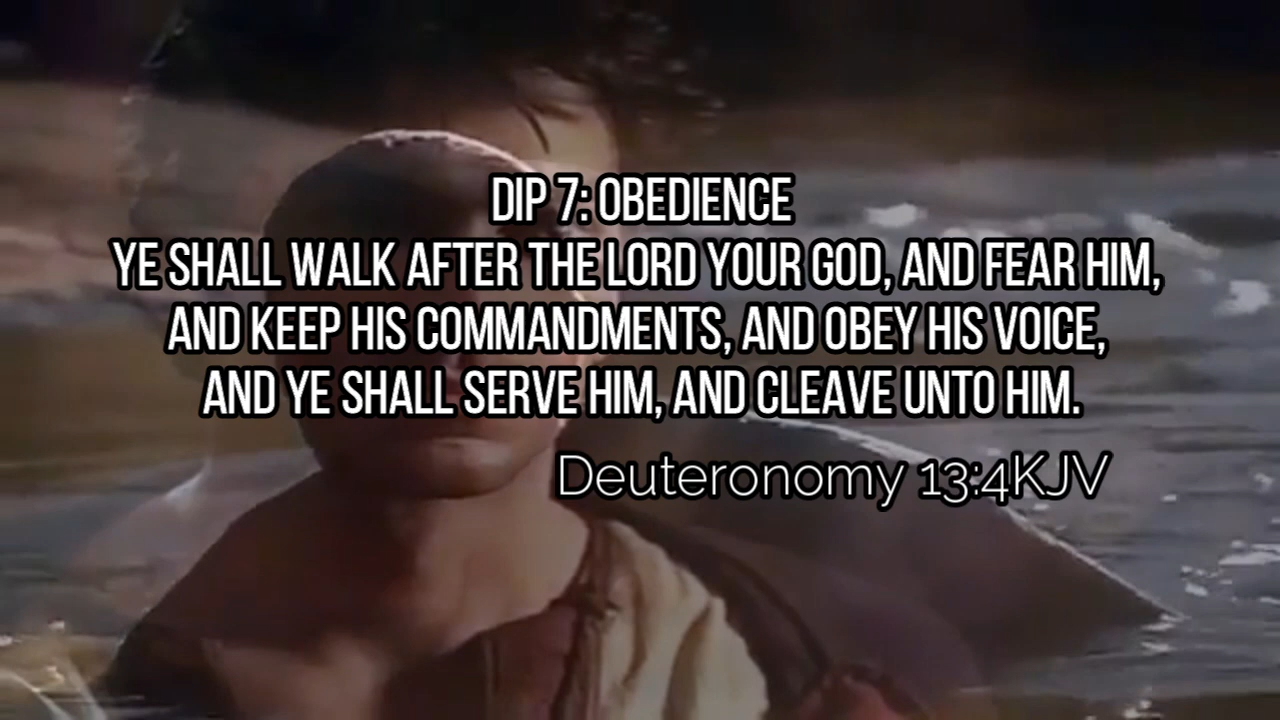 DIP 7: OBEDIENCE
YE SHALL WALK AFTER THE LORD YOUR GOD, AND FEAR HIM,
AND KEEP HIS COMMANDMENTS, AND OBEY HIS VOICE,
AND YE SHALL SERVE HIM, AND CLEAVE UNTO HIM.
Deuteronomy 13:4KJV